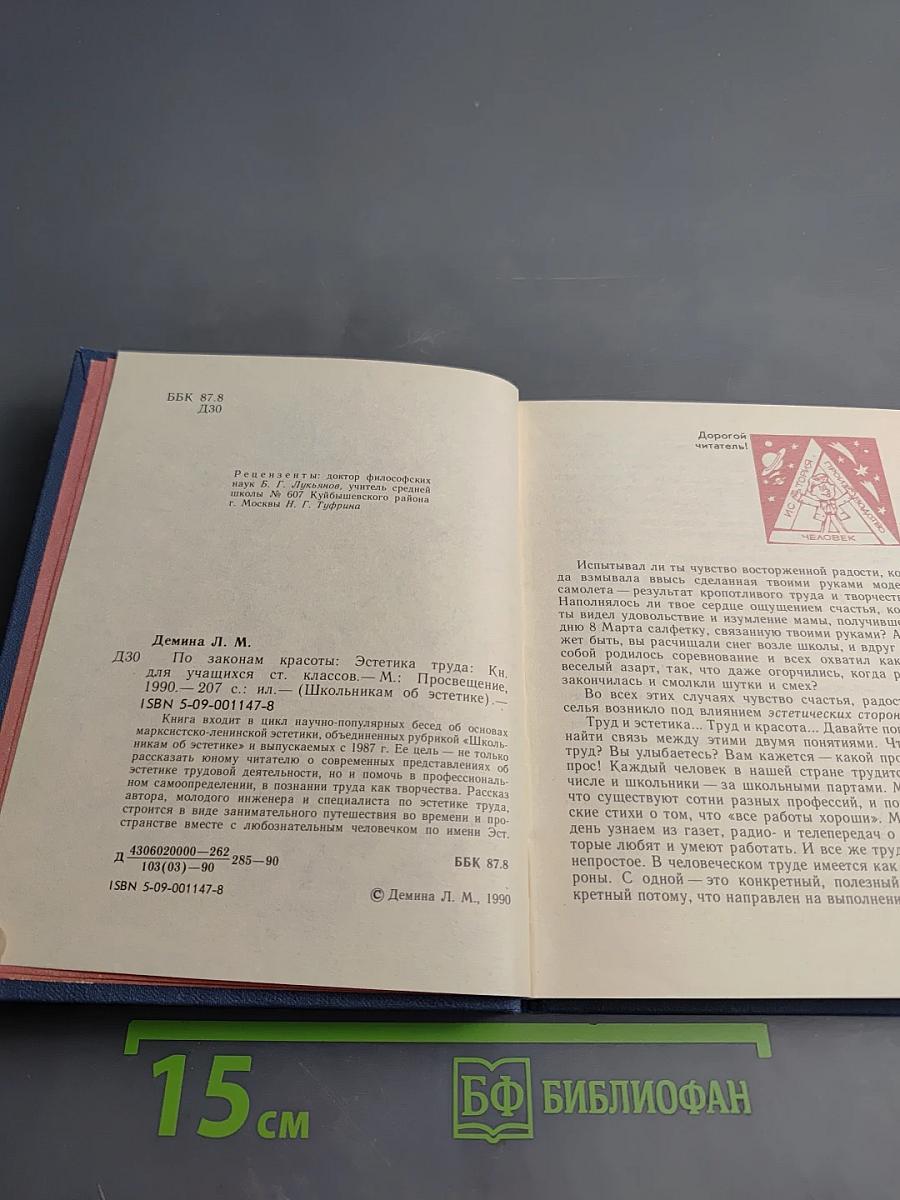 ББК 87.8
Д30
Рецензенты: доктор философских
наук Б. Г. Лукьянов, учитель средней
школы № 607 Куйбышевского района
г. Москвы Н. Г. Туфрина
Демина Л. М.
Д30 По законам красоты: Эстетика труда: Кн.
для учащихся ст. классов.— М.: Просвещение,
1990.— 207 с.: ил.— (Школьникам об эстетике).—
ISBN 5-09-001147-8
Книга входит в цикл научно-популярных бесед об основах
марксистско-ленинской эстетики, объединенных рубрикой «Школь-
никам об эстетике» и выпускаемых с 1987 г. Ее цель — не только
рассказать юному читателю о современных представлениях об
эстетике трудовой деятельности, но и помочь в профессиональ-
ном самоопределении, в познании труда как творчества. Рассказ
автора, молодого инженера и специалиста по эстетике труда,
строится в виде занимательного путешествия во времени и про-
странстве вместе с любознательным человечком по имени Эст.
Д 4306020000—262
103(03)—90 285—90
ББК 87.8
ISBN 5-09-001147-8
© Демина Л. М., 1990
Дорогой
читатель!
ИСТОРИЯ
ПРОИЗВОДСТВО
ЧЕЛОВЕК
Испытывал ли ты чувство восторженной радости, ко
да взмывала ввысь сделанная твоими руками моде
самолета — результат кропотливого труда и творчеств
Наполнялось ли твое сердце ощущением счастья, ко
ты видел удовольствие и изумление мамы, получивше
дню 8 Марта салфетку, связанную твоими руками? А
жет быть, вы расчищали снег возле школы, и вдруг
собой родилось соревнование и всех охватил как
веселый азарт, так, что даже огорчились, когда р
закончилась и смолкли шутки и смех?
Во всех этих случаях чувство счастья, радос
селья возникло под влиянием эстетических сторон
Труд и эстетика... Труд и красота... Давайте поп
найти связь между этими двумя понятиями. Чт
труд? Вы улыбаетесь? Вам кажется — какой про
прос! Каждый человек в нашей стране трудитс
числе и школьники — за школьными партами. М
что существуют сотни разных профессий, и по
ские стихи о том, что «все работы хороши». М
день узнаем из газет, радио- и телепередач о
торые любят и умеют работать. И все же труд
непростое. В человеческом труде имеется как
роны. С одной — это конкретный, полезный
кретный потому, что направлен на выполнени
15 см
БФ БИБЛИОФАН